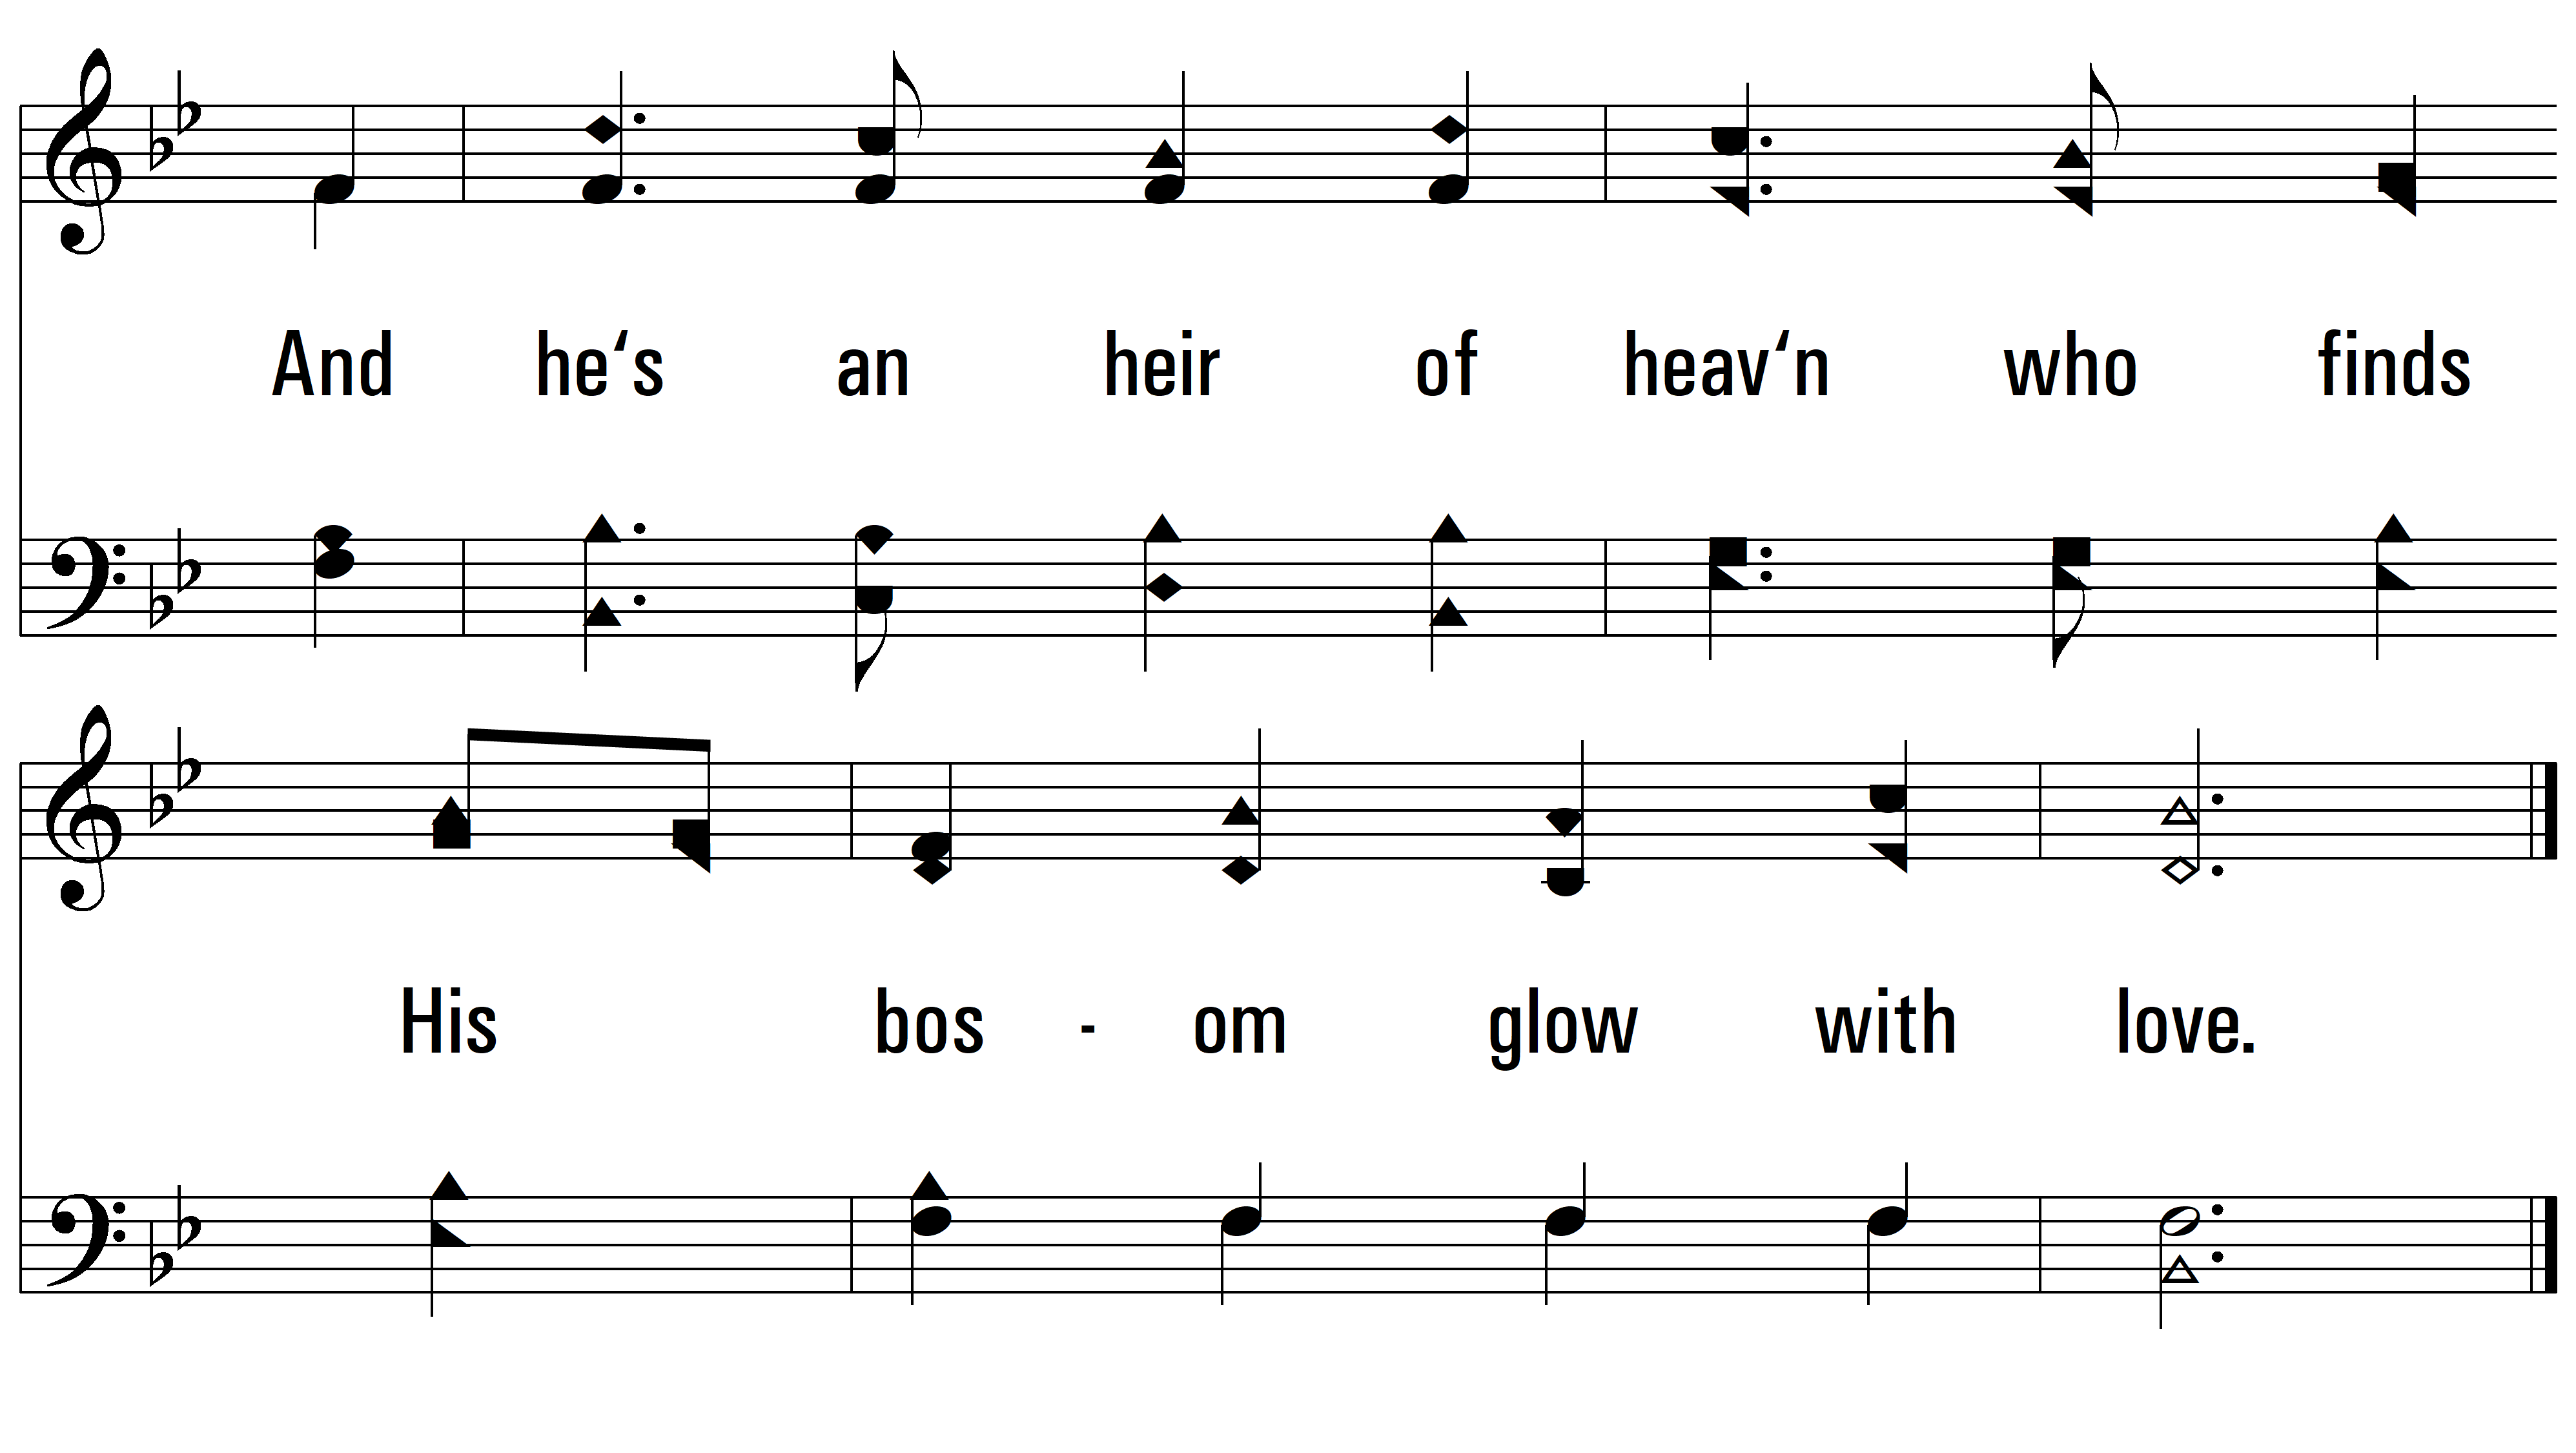 And he‘s an heir of heav‘n who finds
His bos - om glow with love.